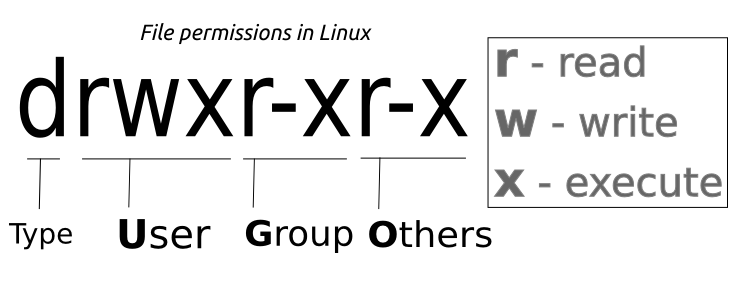 File permissions in Linux
drwxr-xr-x
Type User Group Others
r - read
w - write
x - execute